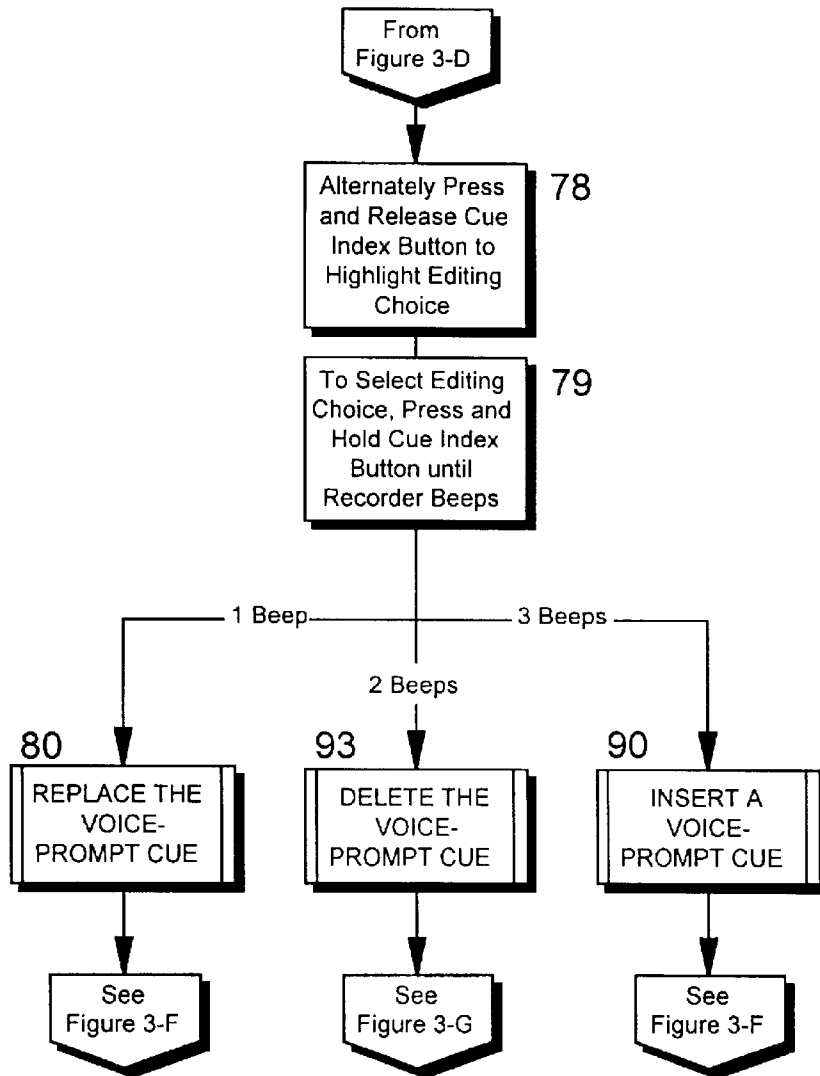 From
Figure 3-D
Alternately Press
and Release Cue
Index Button to
Highlight Editing
Choice
78
To Select Editing
Choice, Press and
Hold Cue Index
Button until
Recorder Beeps
79
1 Beep
3 Beeps
2 Beeps
80
REPLACE THE
VOICE-
PROMPT CUE
93
DELETE THE
VOICE-
PROMPT CUE
90
INSERT A
VOICE-
PROMPT CUE
See
Figure 3-F
See
Figure 3-G
See
Figure 3-F